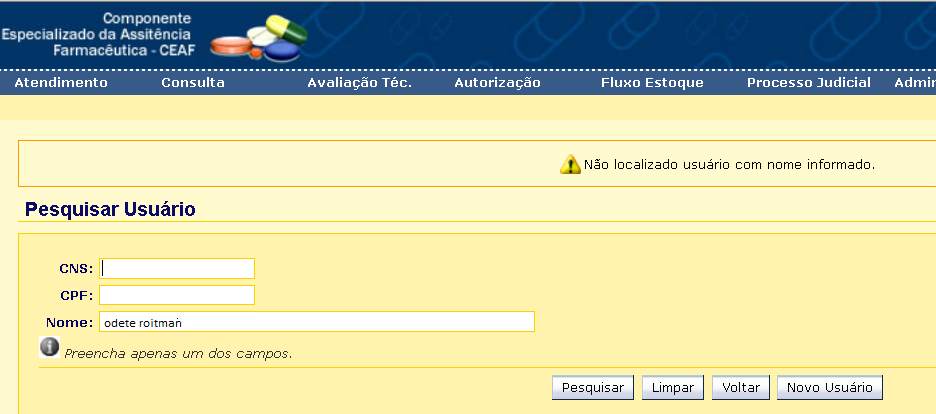 Componente
Especializado da Assitência
Farmacêutica - CEAF
Atendimento Consulta Avaliação Téc. Autorização Fluxo Estoque Processo Judicial Admin
Não localizado usuário com nome informado.
Pesquisar Usuário
CNS:
CPF:
Nome: odete roitman
Preencha apenas um dos campos.
Pesquisar Limpar Voltar Novo Usuário